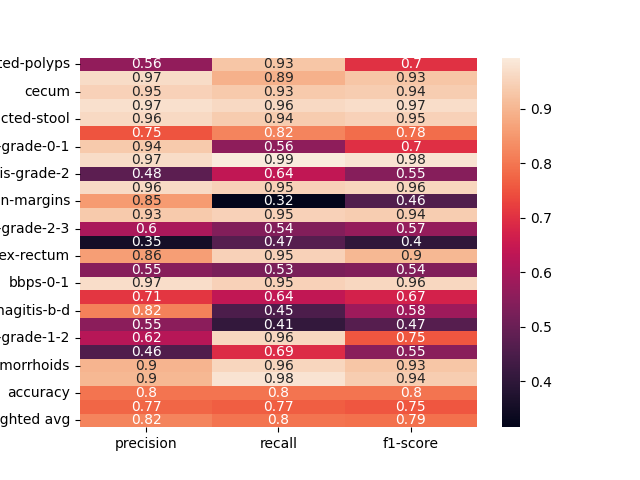 ted-polyps 0.56 0.93 0.7
0.97 0.89 0.93
cecum 0.95 0.93 0.94
0.97 0.96 0.97
cted-stool 0.96 0.94 0.95
0.75 0.82 0.78
-grade-0-1 0.94 0.56 0.7
0.97 0.99 0.98
is-grade-2 0.48 0.64 0.55
0.96 0.95 0.96
n-margins 0.85 0.32 0.46
0.93 0.95 0.94
-grade-2-3 0.6 0.54 0.57
0.35 0.47 0.4
ex-rectum 0.86 0.95 0.9
0.55 0.53 0.54
bbps-0-1 0.97 0.95 0.96
0.71 0.64 0.67
nagitis-b-d 0.82 0.45 0.58
0.55 0.41 0.47
-grade-1-2 0.62 0.96 0.75
0.46 0.69 0.55
morrhoids 0.9 0.96 0.93
0.9 0.98 0.94
accuracy 0.8 0.8 0.8
0.77 0.77 0.75
ghted avg 0.82 0.8 0.79
precision recall f1-score
0.9
0.8
0.7
0.6
0.5
0.4